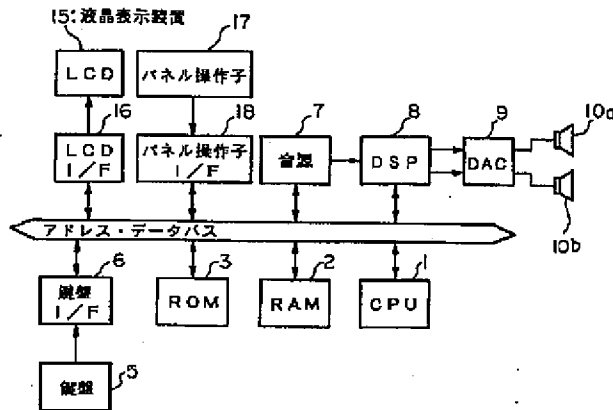 15:液晶表示装置
17
LCD
パネル操作子
16
18
7
8
9
10a
LCD
I/F
パネル操作子
I/F
音源
DSP
DAC
10b
アドレス・データバス
6
3
2
1
鍵盤
I/F
ROM
RAM
CPU
鍵盤
5